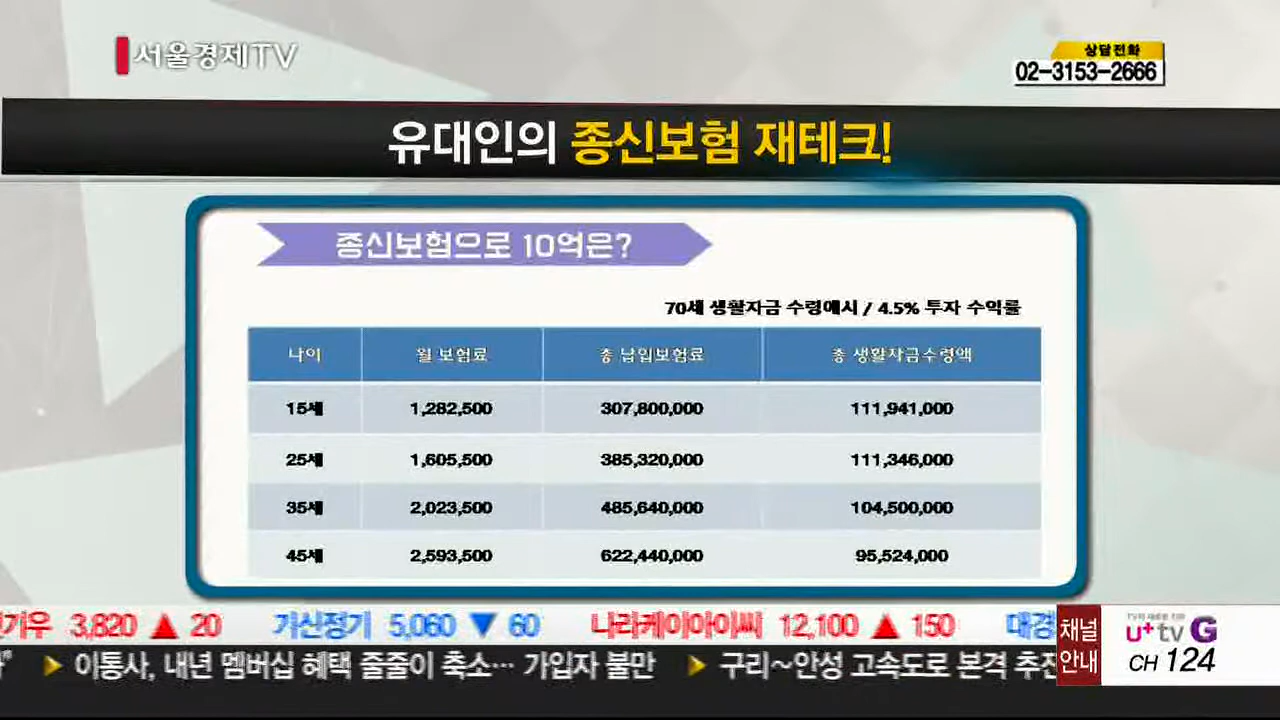 서울경제TV
상담전화
02-3153-2666
유대인의 종신보험 재테크!
종신보험으로 10억은?
70세 생활자금 수령예시 / 4.5% 투자 수익률
나이 월 보험료 총 납입보험료 총 생활자금수령액
15세 1,282,500 307,800,000 111,941,000
25세 1,605,500 385,320,000 111,346,000
35세 2,023,500 485,640,000 104,500,000
45세 2,593,500 622,440,000 95,524,000
3,820 ▲ 20 가신정기 5,060 ▼ 60 나라케이아이씨 12,100 ▲ 150 대경
이통사, 내년 멤버십 혜택 줄줄이 축소… 가입자 불만 구리~안성 고속도로 본격 추진
채널
안내
U+ tv G
CH 124